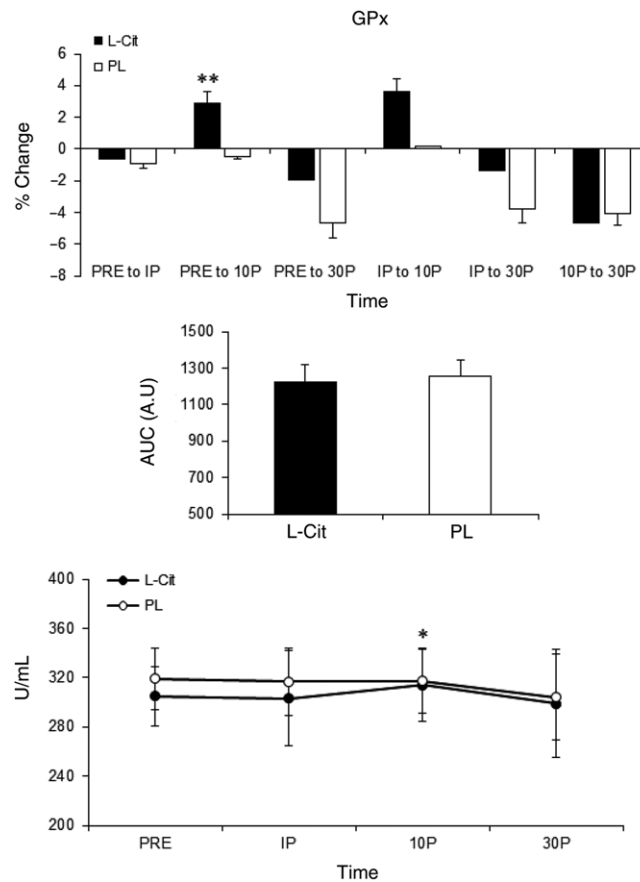 GPx
L-Cit
PL
**
6
4
2
0
−2
−4
−6
−8
% Change
PRE to IP PRE to 10P PRE to 30P IP to 10P IP to 30P 10P to 30P
Time
1500
1300
1100
900
700
500
AUC (A.U)
L-Cit PL
L-Cit
PL
*
400
360
320
280
240
200
U/mL
PRE IP 10P 30P
Time